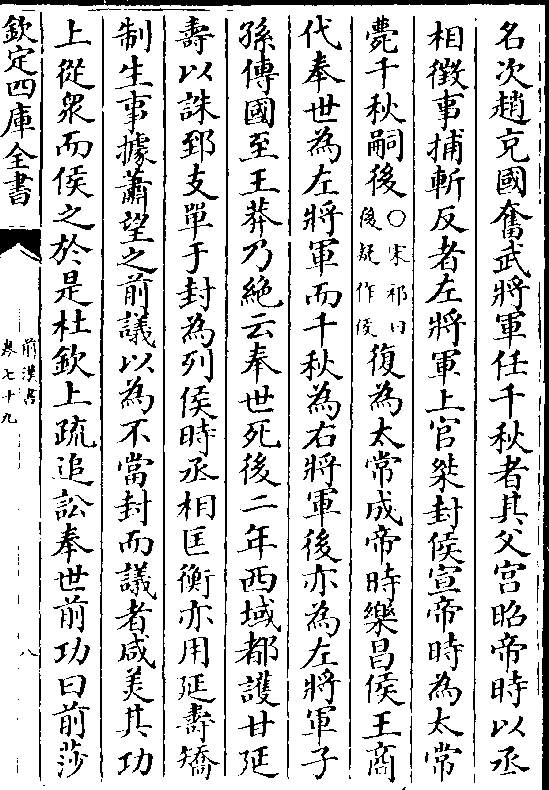 名次趙充國奮武將軍任千秋者其父宫昭帝時以丞
相徵事捕斬反者左將軍上官桀封侯宣帝時為太常
薨千秋嗣後○宋祁曰後疑作侯復為太常成帝時樂昌侯王商
代奉世為左將軍而千秋為右將軍後亦為左將軍子
孫傳國至王莽乃絶云奉世死後二年西域都護甘延
壽以誅郅支單于封為列侯時丞相匡衡亦用延壽矯
制生事據蕭望之前議以為不當封而議者咸美其功
上從衆而侯之於是杜欽上疏追訟奉世前功曰前莎
欽定四庫全書
前漢書
卷七十九
八